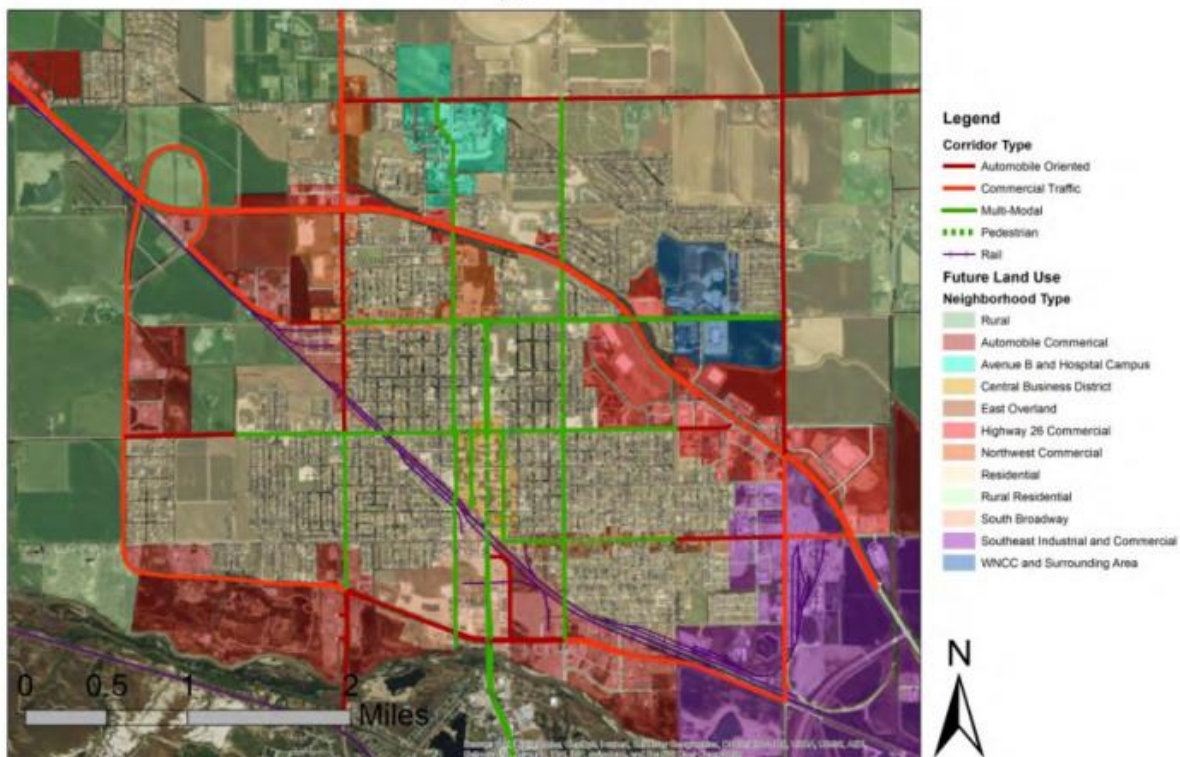 Legend
Corridor Type
Automobile Oriented
Commercial Traffic
Multi-Modal
Pedestrian
Rail
Future Land Use
Neighborhood Type
Rural
Automobile Commerical
Avenue B and Hospital Campus
Central Business District
East Overland
Highway 26 Commercial
Northwest Commercial
Residential
Rural Residential
South Broadway
Southeast Industrial and Commercial
WNCC and Surrounding Area
N
0 0.5 1 2
Miles